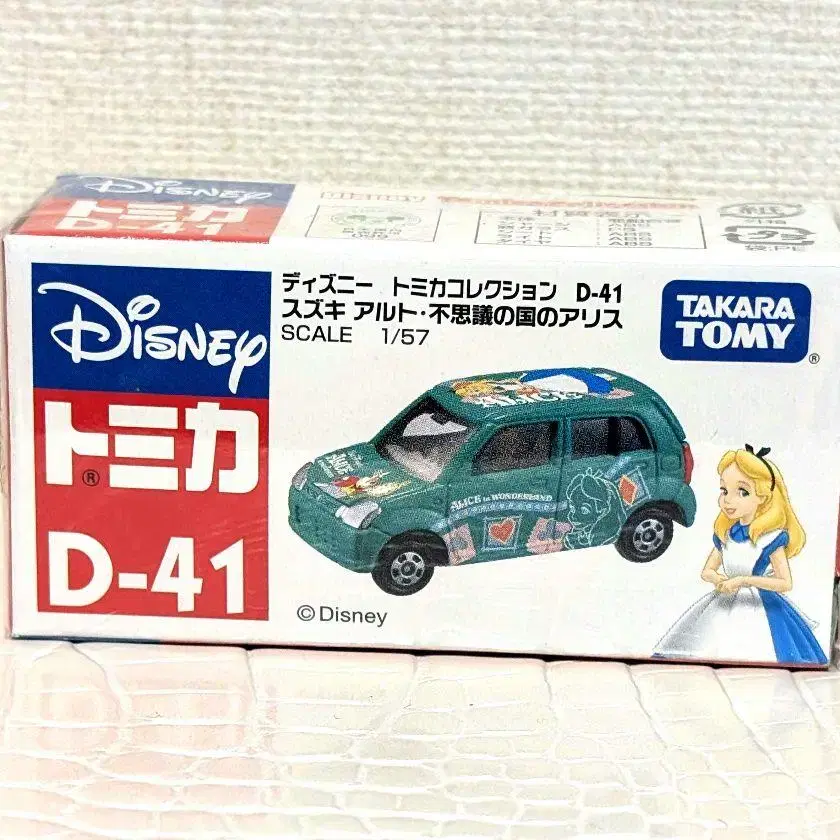 Disney
トミカ
D-41
Disney
トミカ®
D-41
ディズニー トミカコレクション D-41
スズキ アルト・不思議の国のアリス
SCALE 1/57
TAKARA
TOMY®
ALICE
ALICE in WONDERLAND
©Disney